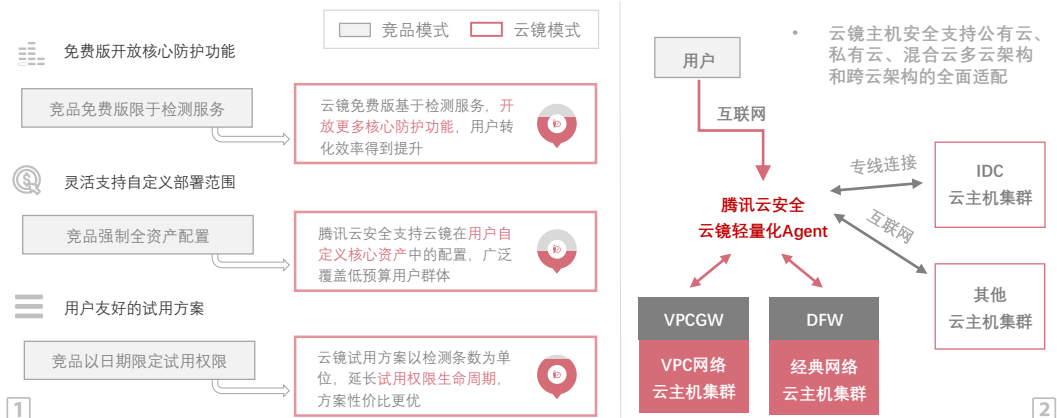 竞品模式
云镜模式
免费版开放核心防护功能
竞品免费版限于检测服务
云镜免费版基于检测服务，开
放更多核心防护功能，用户转
化效率得到提升
灵活支持自定义部署范围
竞品强制全资产配置
腾讯云安全支持云镜在用户自
定义核心资产中的配置，广泛
覆盖低预算用户群体
用户友好的试用方案
竞品以日期限定试用权限
云镜试用方案以检测条数为单
位，延长试用权限生命周期，
方案性价比更优
1
• 云镜主机安全支持公有云、
私有云、混合云多云架构
和跨云架构的全面适配
用户
互联网
专线连接
IDC
云主机集群
腾讯云安全
云镜轻量化Agent
互联网
其他
云主机集群
VPCGW
VPC网络
云主机集群
DFW
经典网络
云主机集群
2